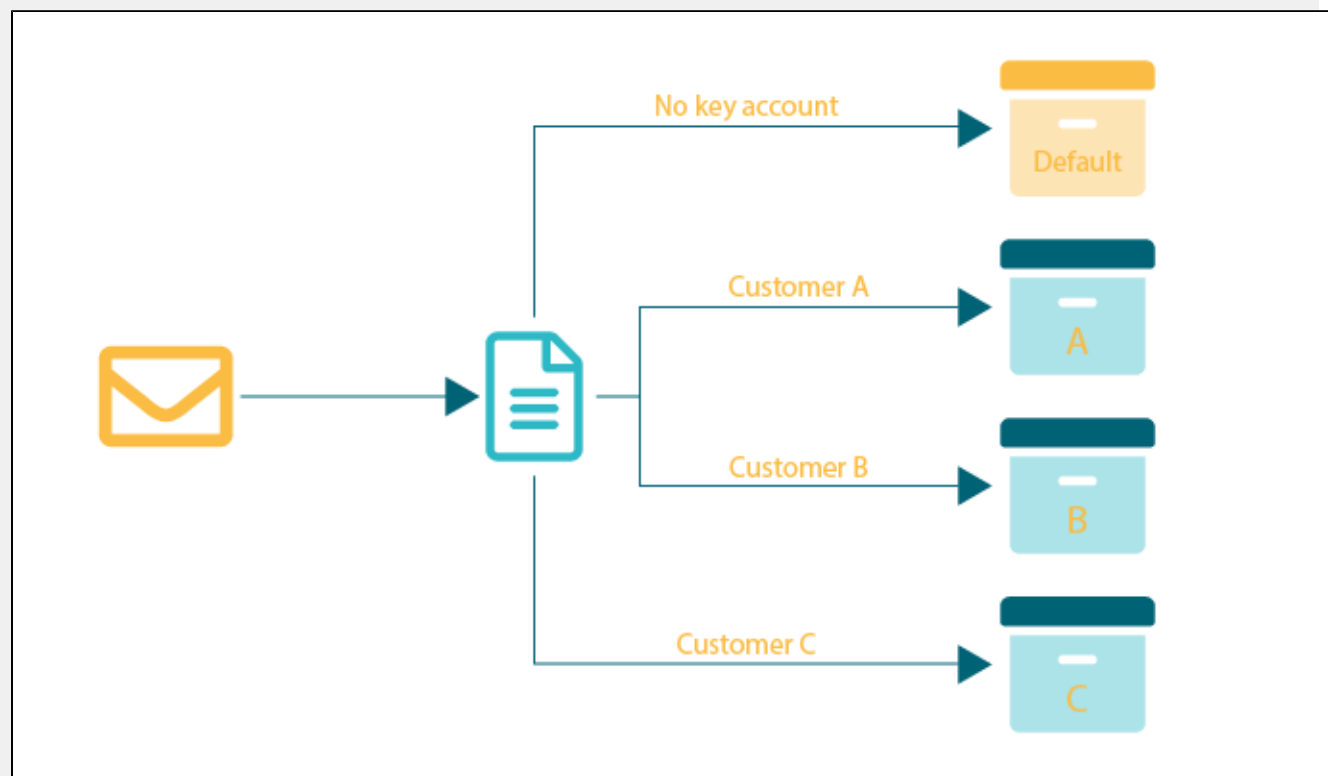 No key account
Default
Customer A
A
Customer B
B
Customer C
C